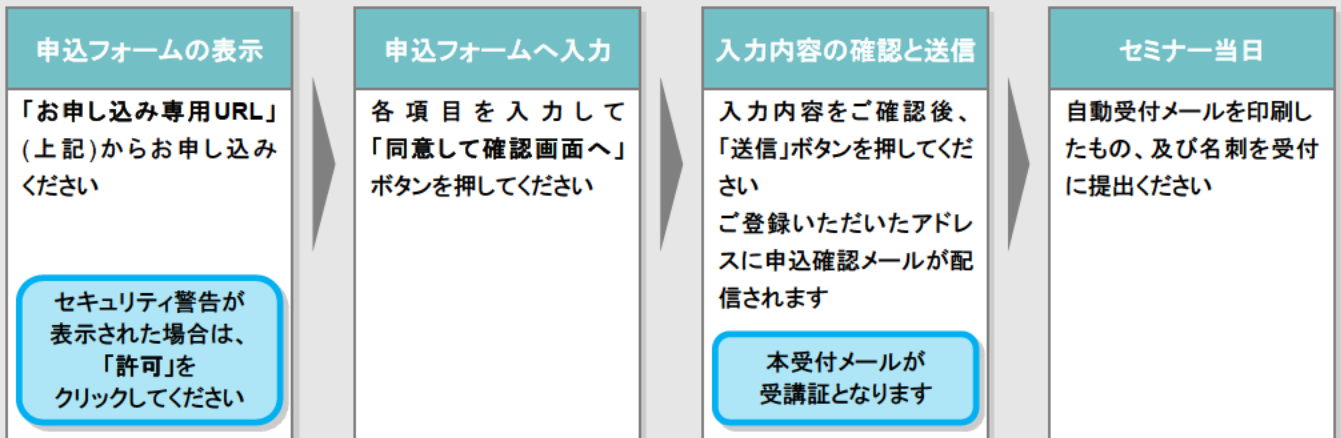 申込フォームの表示
「お申し込み専用URL」
(上記)からお申し込み
ください
セキュリティ警告が
表示された場合は、
「許可」を
クリックしてください
申込フォームへ入力
各項目を入力して
「同意して確認画面へ」
ボタンを押してください
入力内容の確認と送信
入力内容をご確認後、
「送信」ボタンを押してくだ
さい
ご登録いただいたアドレ
スに申込確認メールが配
信されます
本受付メールが
受講証となります
セミナー当日
自動受付メールを印刷し
たもの、及び名刺を受付
に提出ください